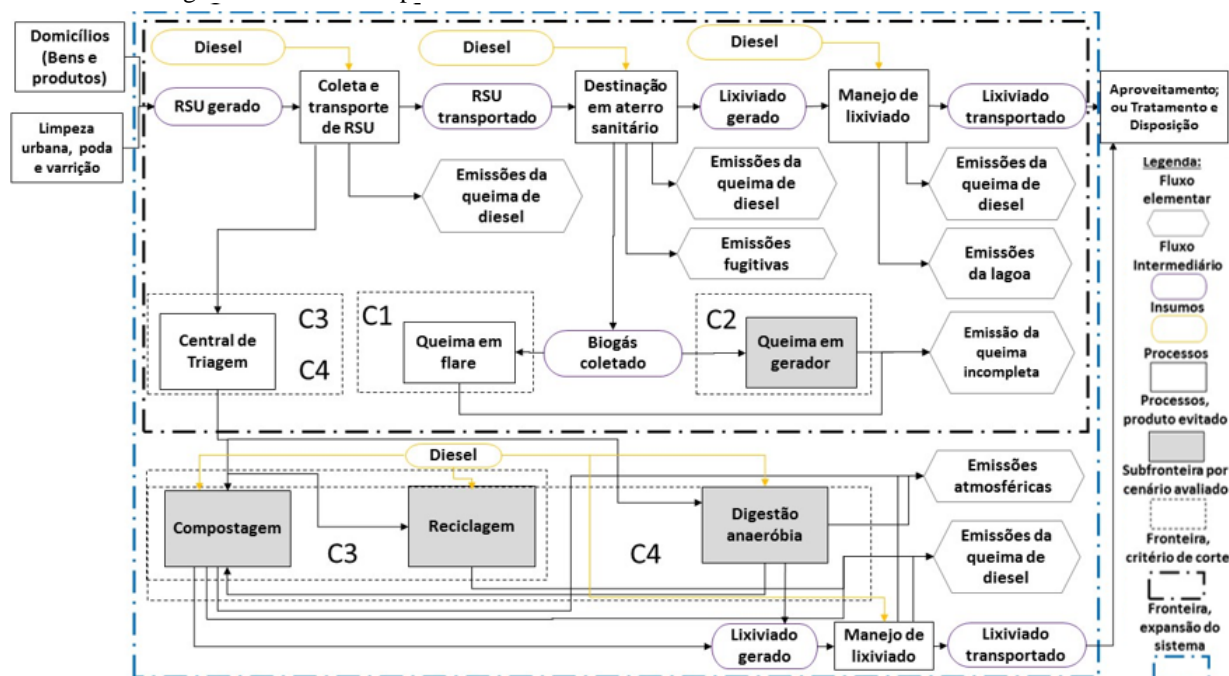 Domicílios
(Bens e
produtos)
Limpeza
urbana, poda
e varrição
Diesel
Diesel
Diesel
RSU gerado
Coleta e
transporte
de RSU
RSU
transportado
Destinação
em aterro
sanitário
Lixiviado
gerado
Manejo de
lixiviado
Lixiviado
transportado
Aproveitamento;
ou Tratamento e
Disposição
Emissões da
queima de
diesel
Emissões da
queima de
diesel
Emissões da
queima de
diesel
Emissões
fugitivas
Emissões
da lagoa
Central de
Triagem
C3
C4
C1
Queima em
flare
Biogás
coletado
C2
Queima em
gerador
Emissão da
queima
incompleta
Diesel
Compostagem
C3
Reciclagem
C4
Digestão
anaeróbia
Emissões
atmosféricas
Emissões da
queima de
diesel
Lixiviado
gerado
Manejo de
lixiviado
Lixiviado
transportado
Legenda:
Fluxo
elementar
Fluxo
Intermediário
Insumos
Processos
Processos,
produto evitado
Subfronteira por
cenário avaliado
Fronteira,
critério de corte
Fronteira,
expansão do
sistema